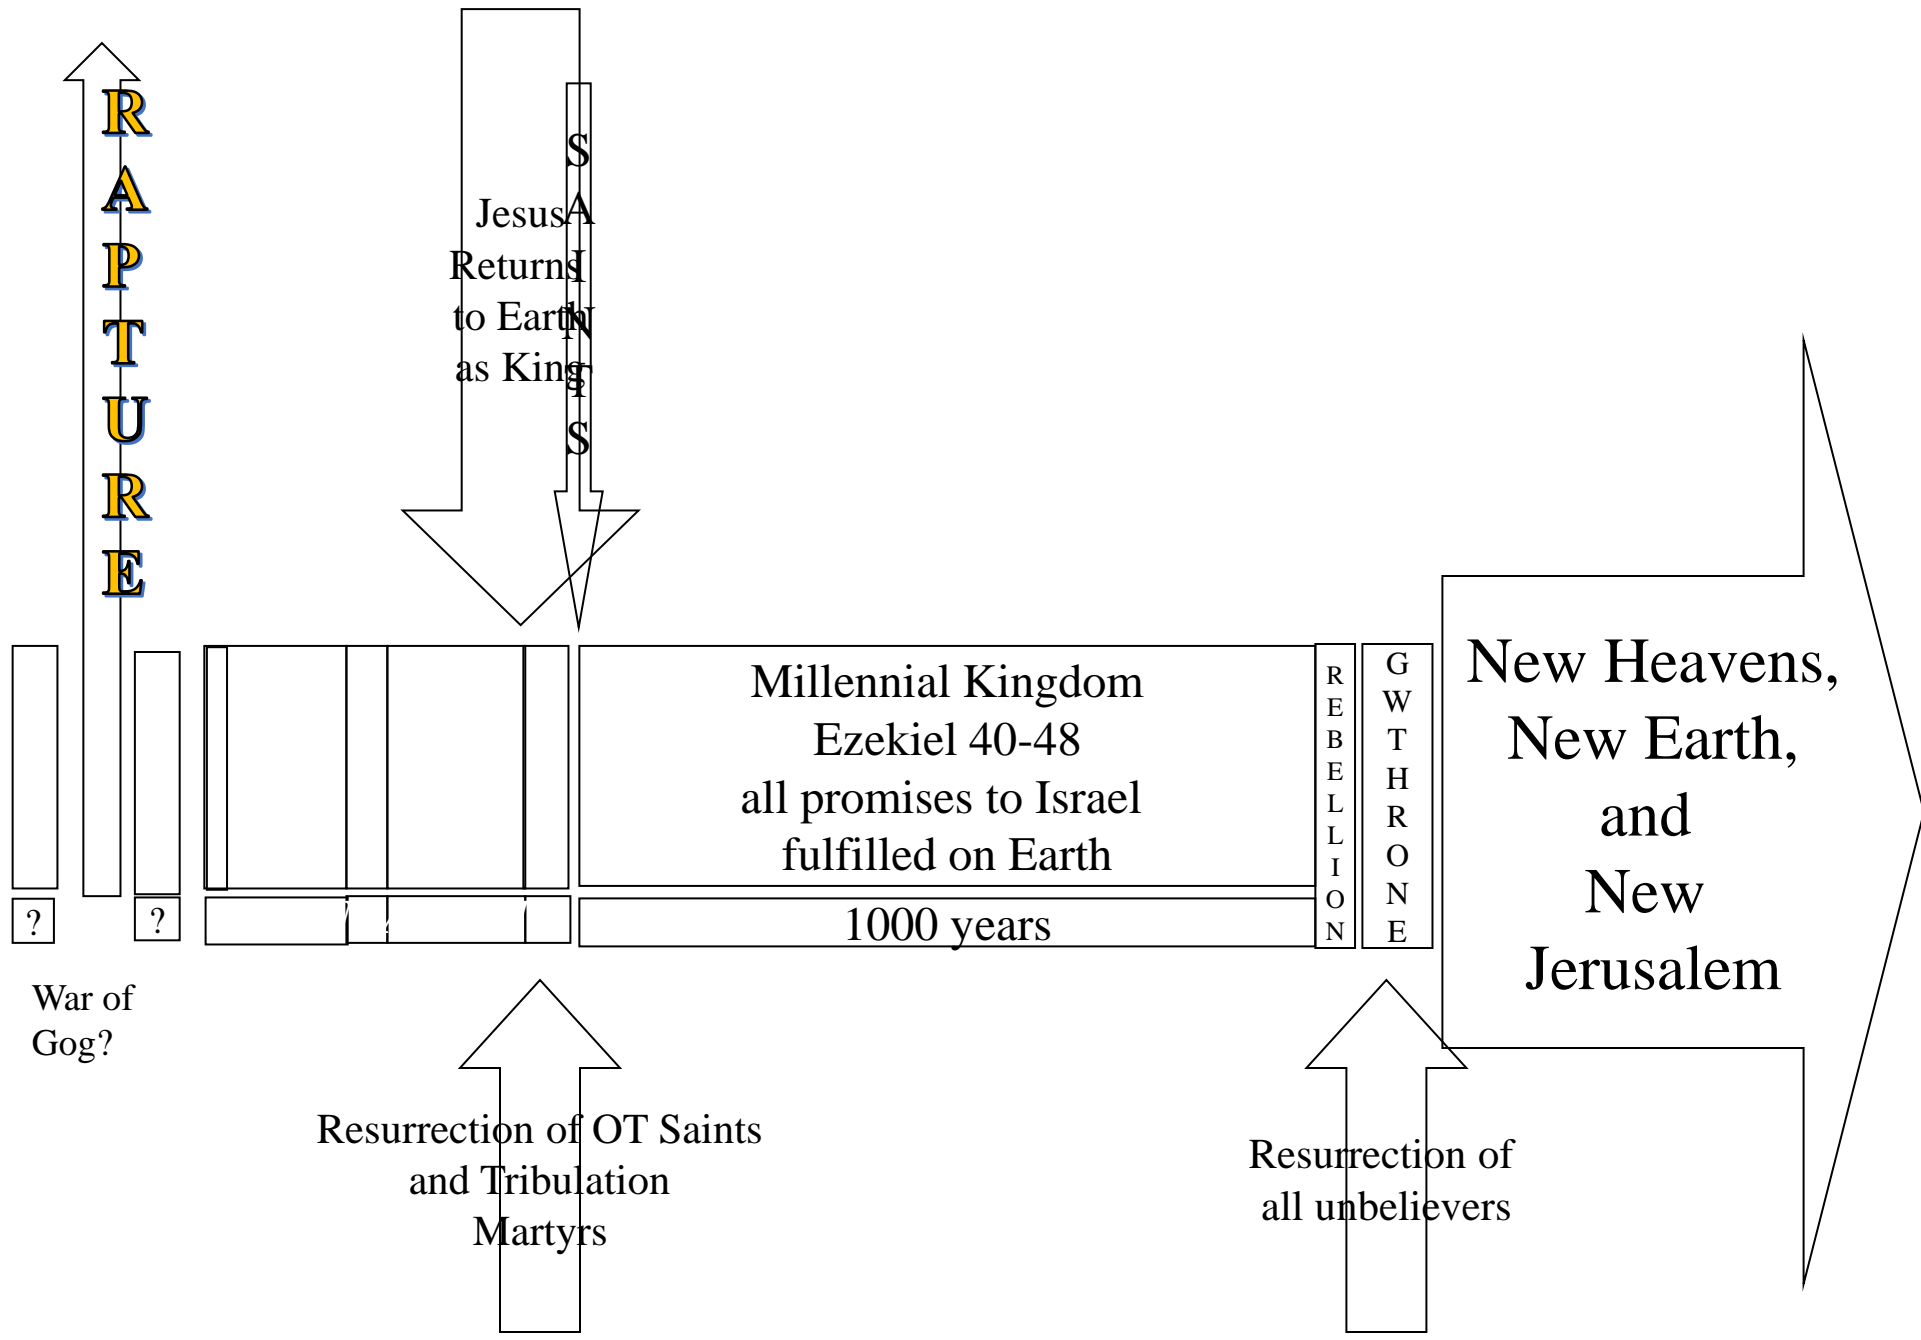 RAPTURE
Jesus
Returns
to Earth
as King
SAINTS
Millennial Kingdom
Ezekiel 40-48
all promises to Israel
fulfilled on Earth
1000 years
REBELLION
GWTHRONE
New Heavens,
New Earth,
and
New
Jerusalem
?
?
War of
Gog?
Resurrection of OT Saints
and Tribulation
Martyrs
Resurrection of
all unbelievers